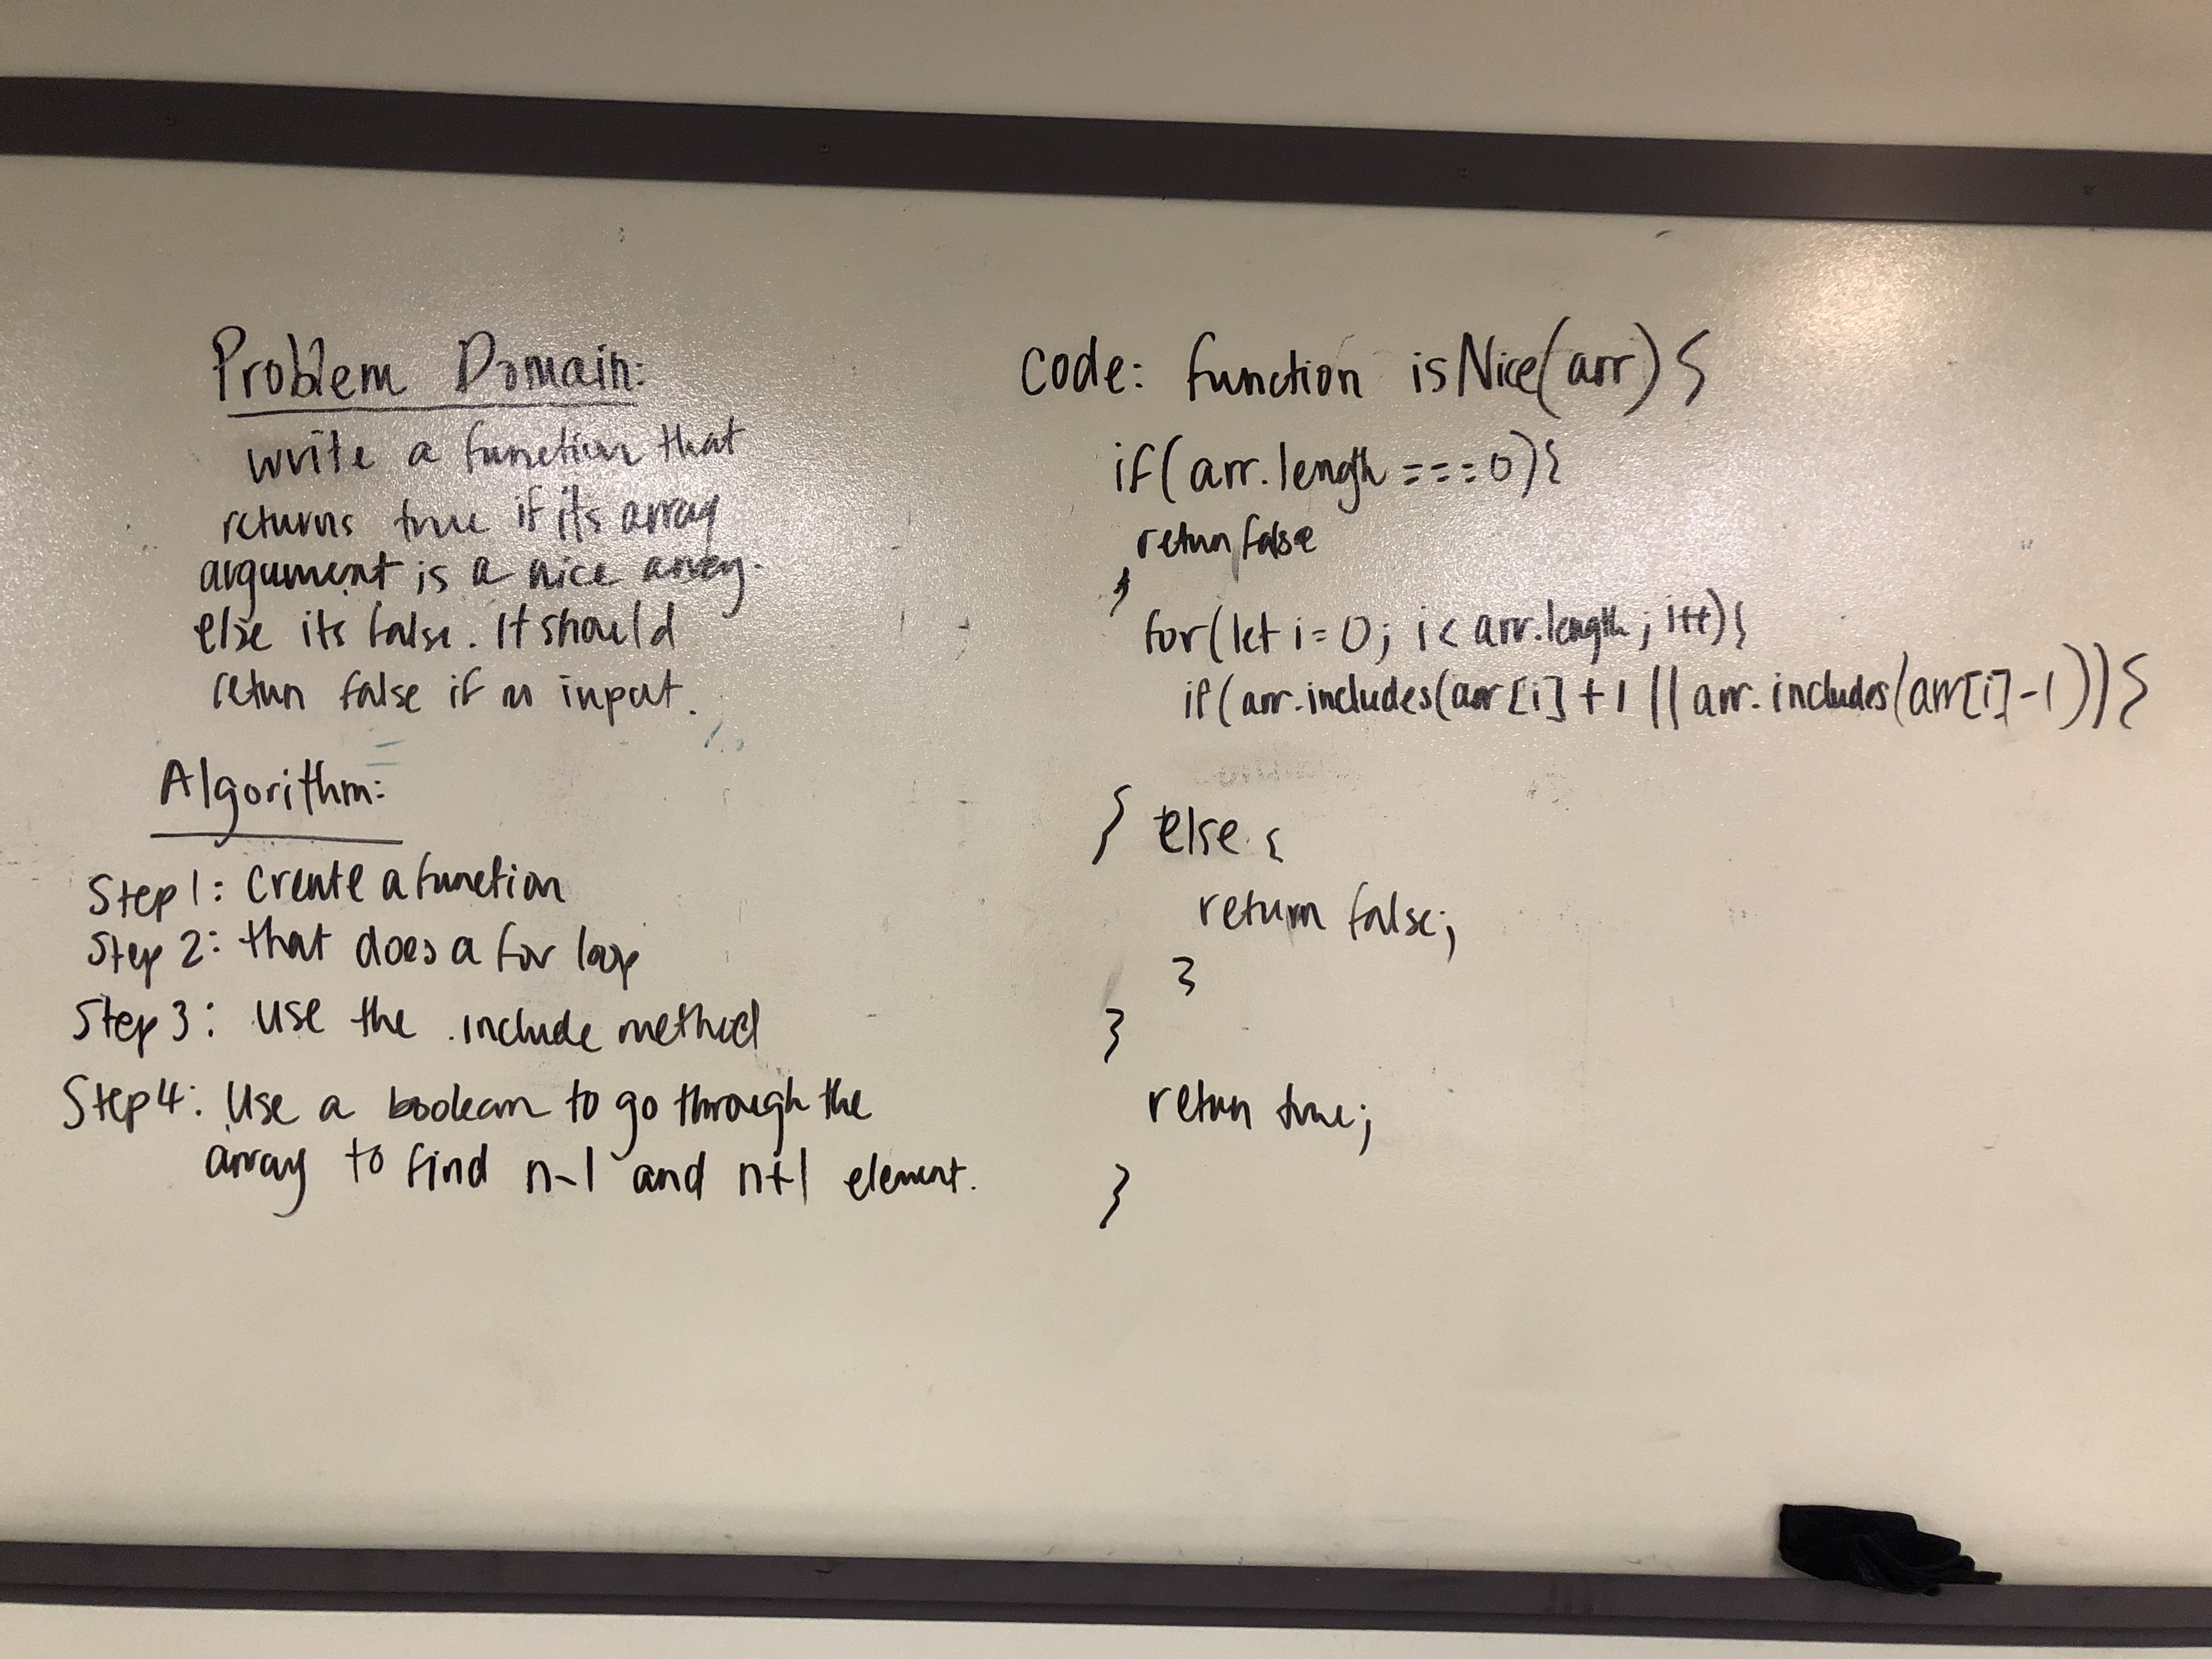 Problem Domain:
write a function that
returns true if its array
argument is a nice array.
else its false. It should
return false if no input.
Algorithm:
Step 1: Create a function
Step 2: that does a for loop
Step 3: Use the .include method
Step 4: Use a boolean to go through the
array to find n-1 and n+1 element.
Code: function isNice(arr) {
if(arr.length === 0){
return false
}
for(let i=0; i< arr.length; i++){
if(arr.includes(arr[i]+1 || arr.includes(arr[i]-1)){
} else {
return false;
}
}
return true;
}